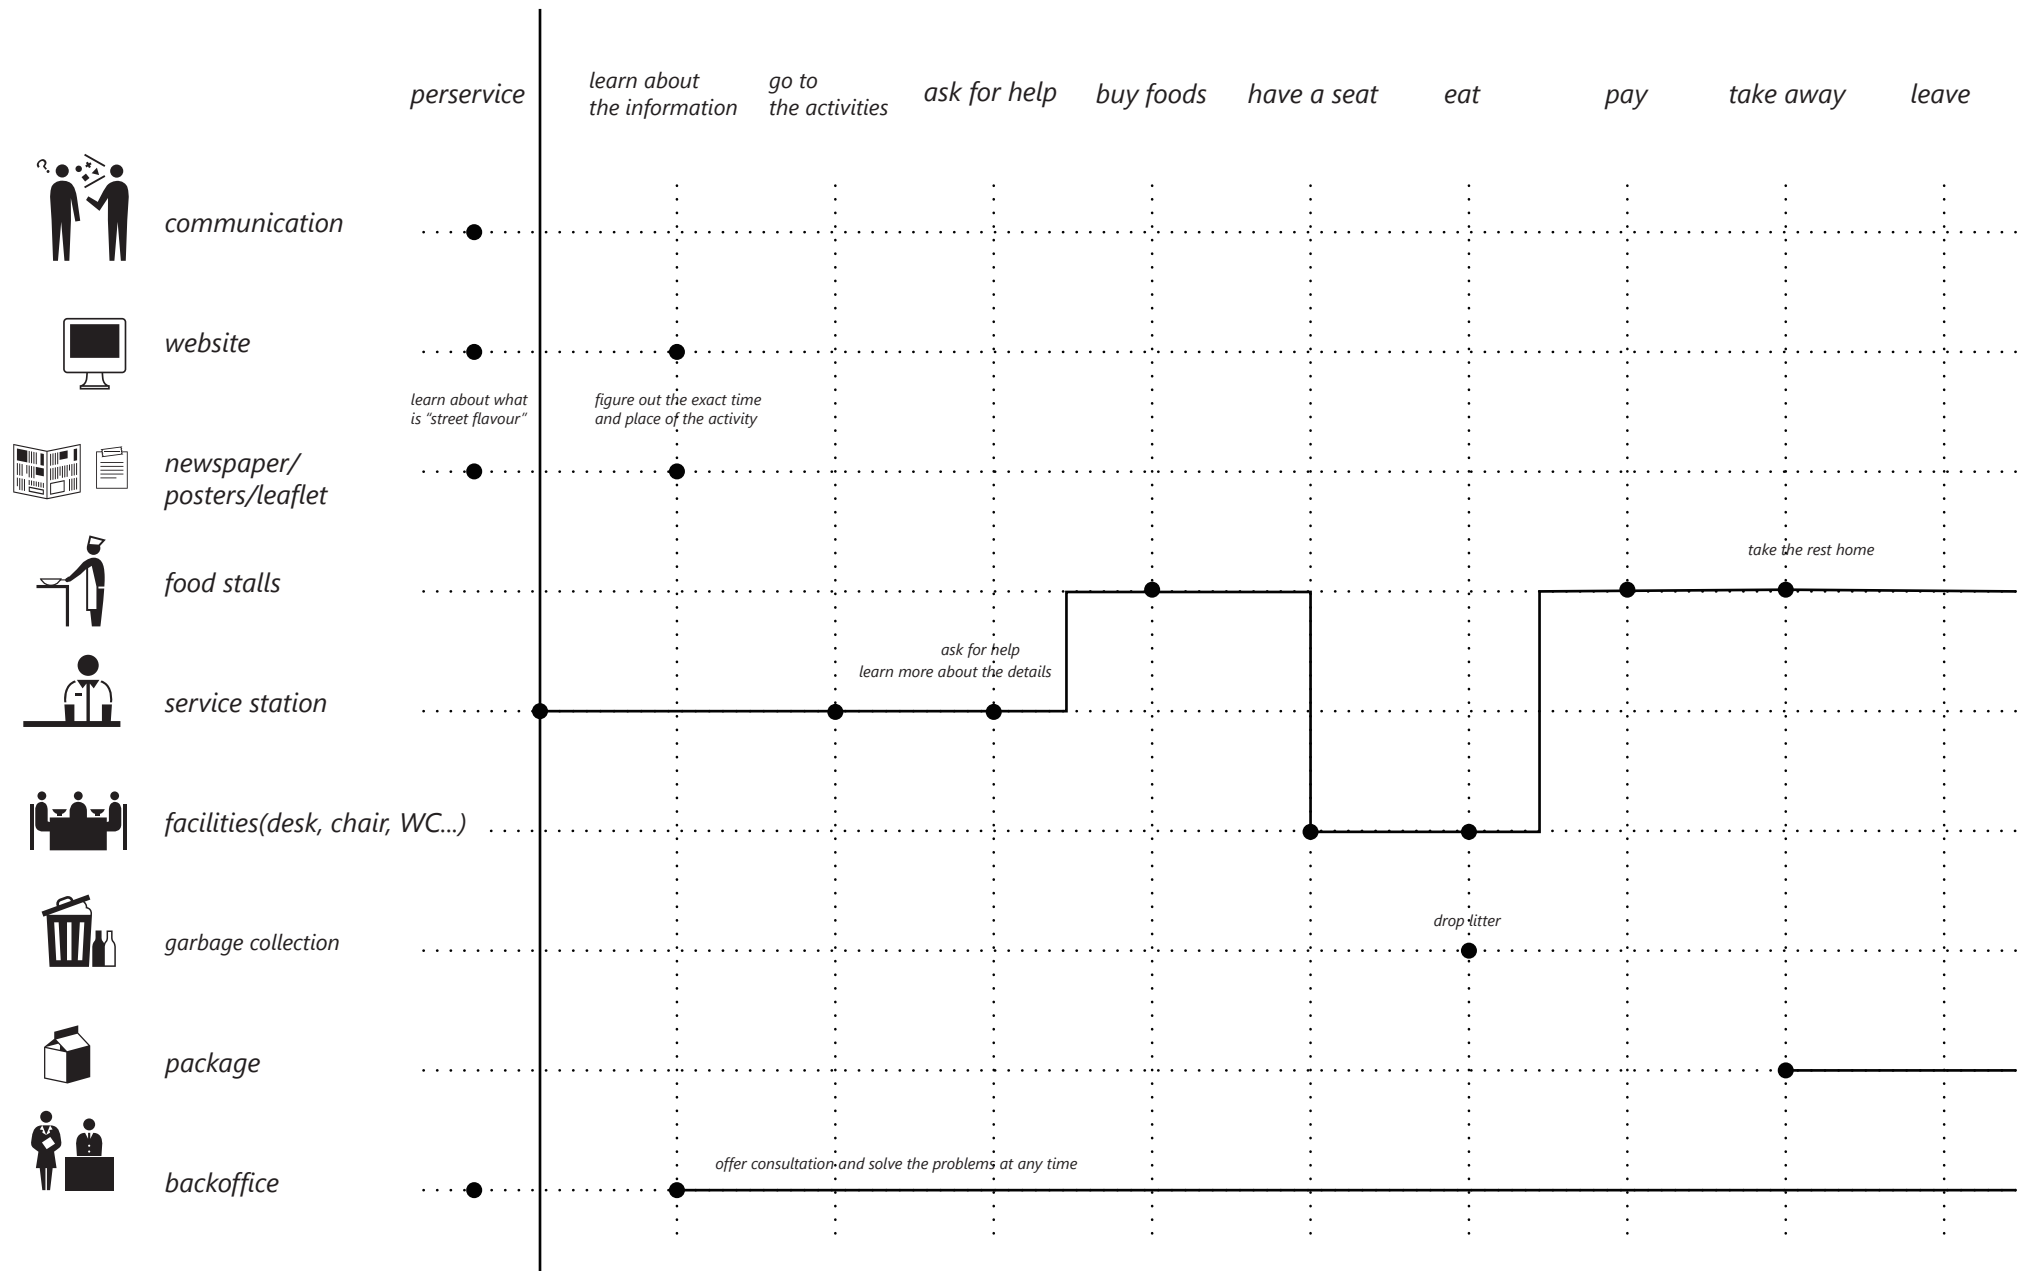 perservice
learn about
the information
go to
the activities
ask for help
buy foods
have a seat
eat
pay
take away
leave
communication
website
learn about what
is “street flavour”
figure out the exact time
and place of the activity
newspaper/
posters/leaflet
take the rest home
food stalls
ask for help
learn more about the details
service station
facilities(desk, chair, WC...)
drop litter
garbage collection
package
offer consultation and solve the problems at any time
backoffice